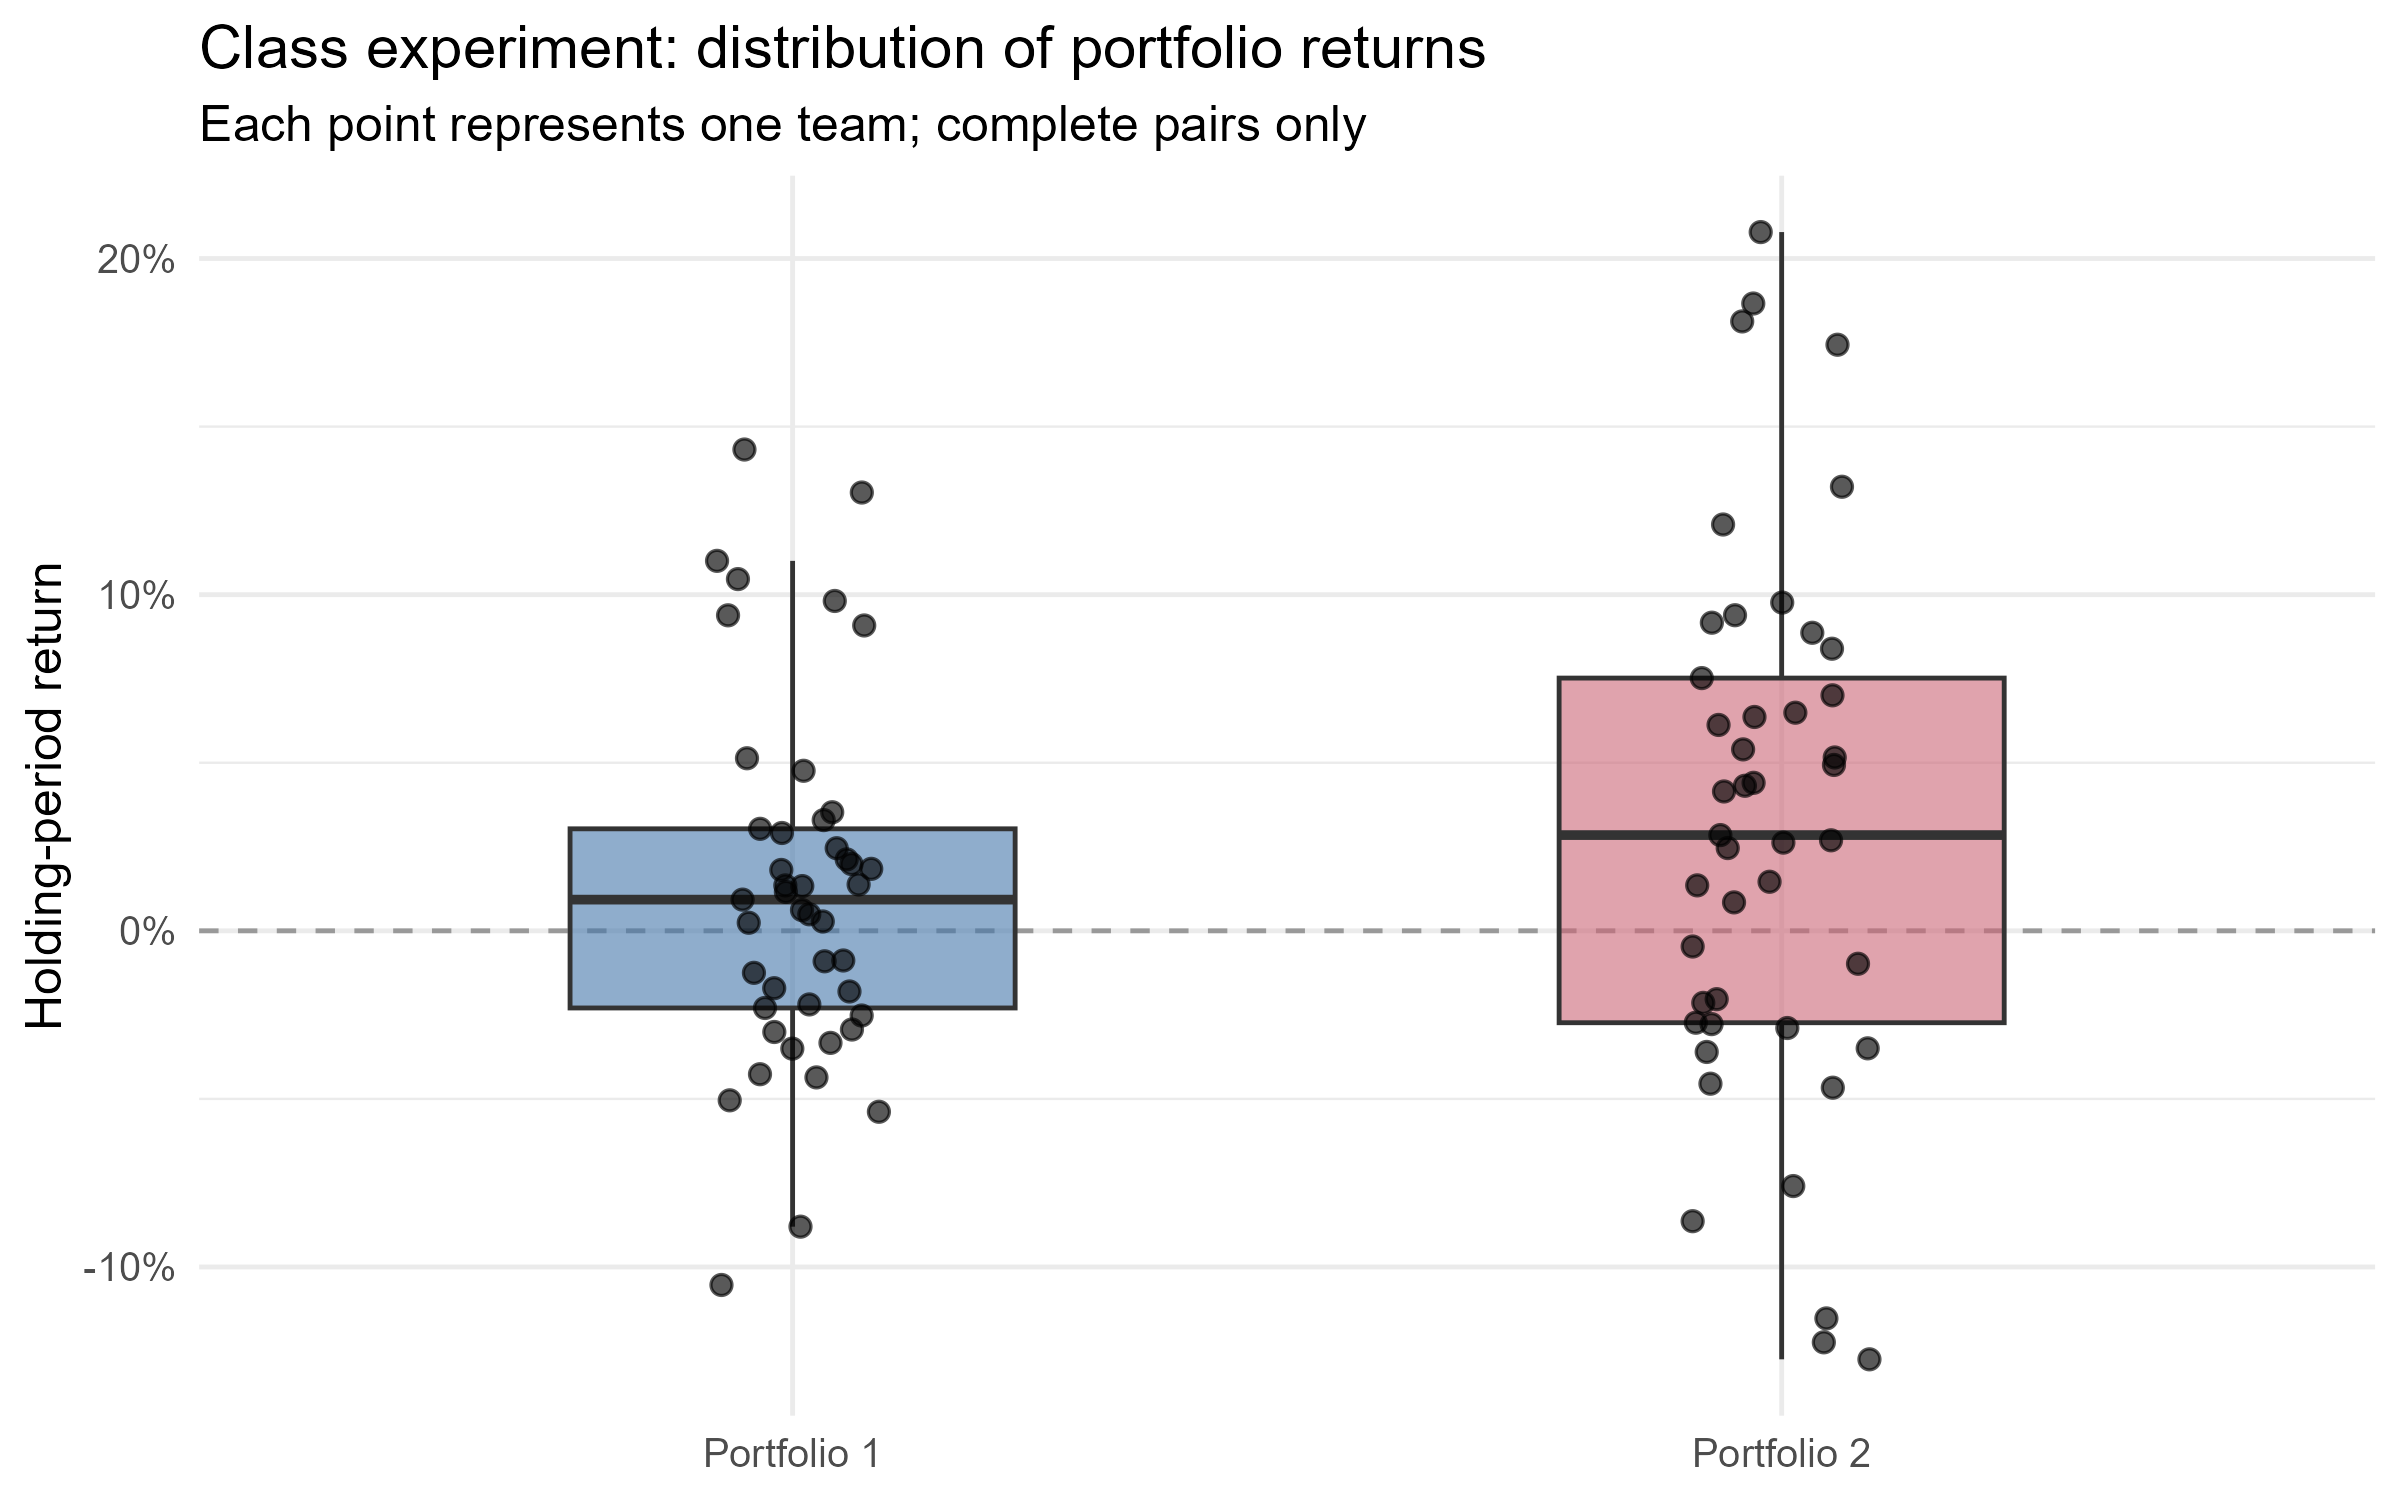 Class experiment: distribution of portfolio returns
Each point represents one team; complete pairs only
Holding-period return
20%
10%
0%
-10%
Portfolio 1
Portfolio 2